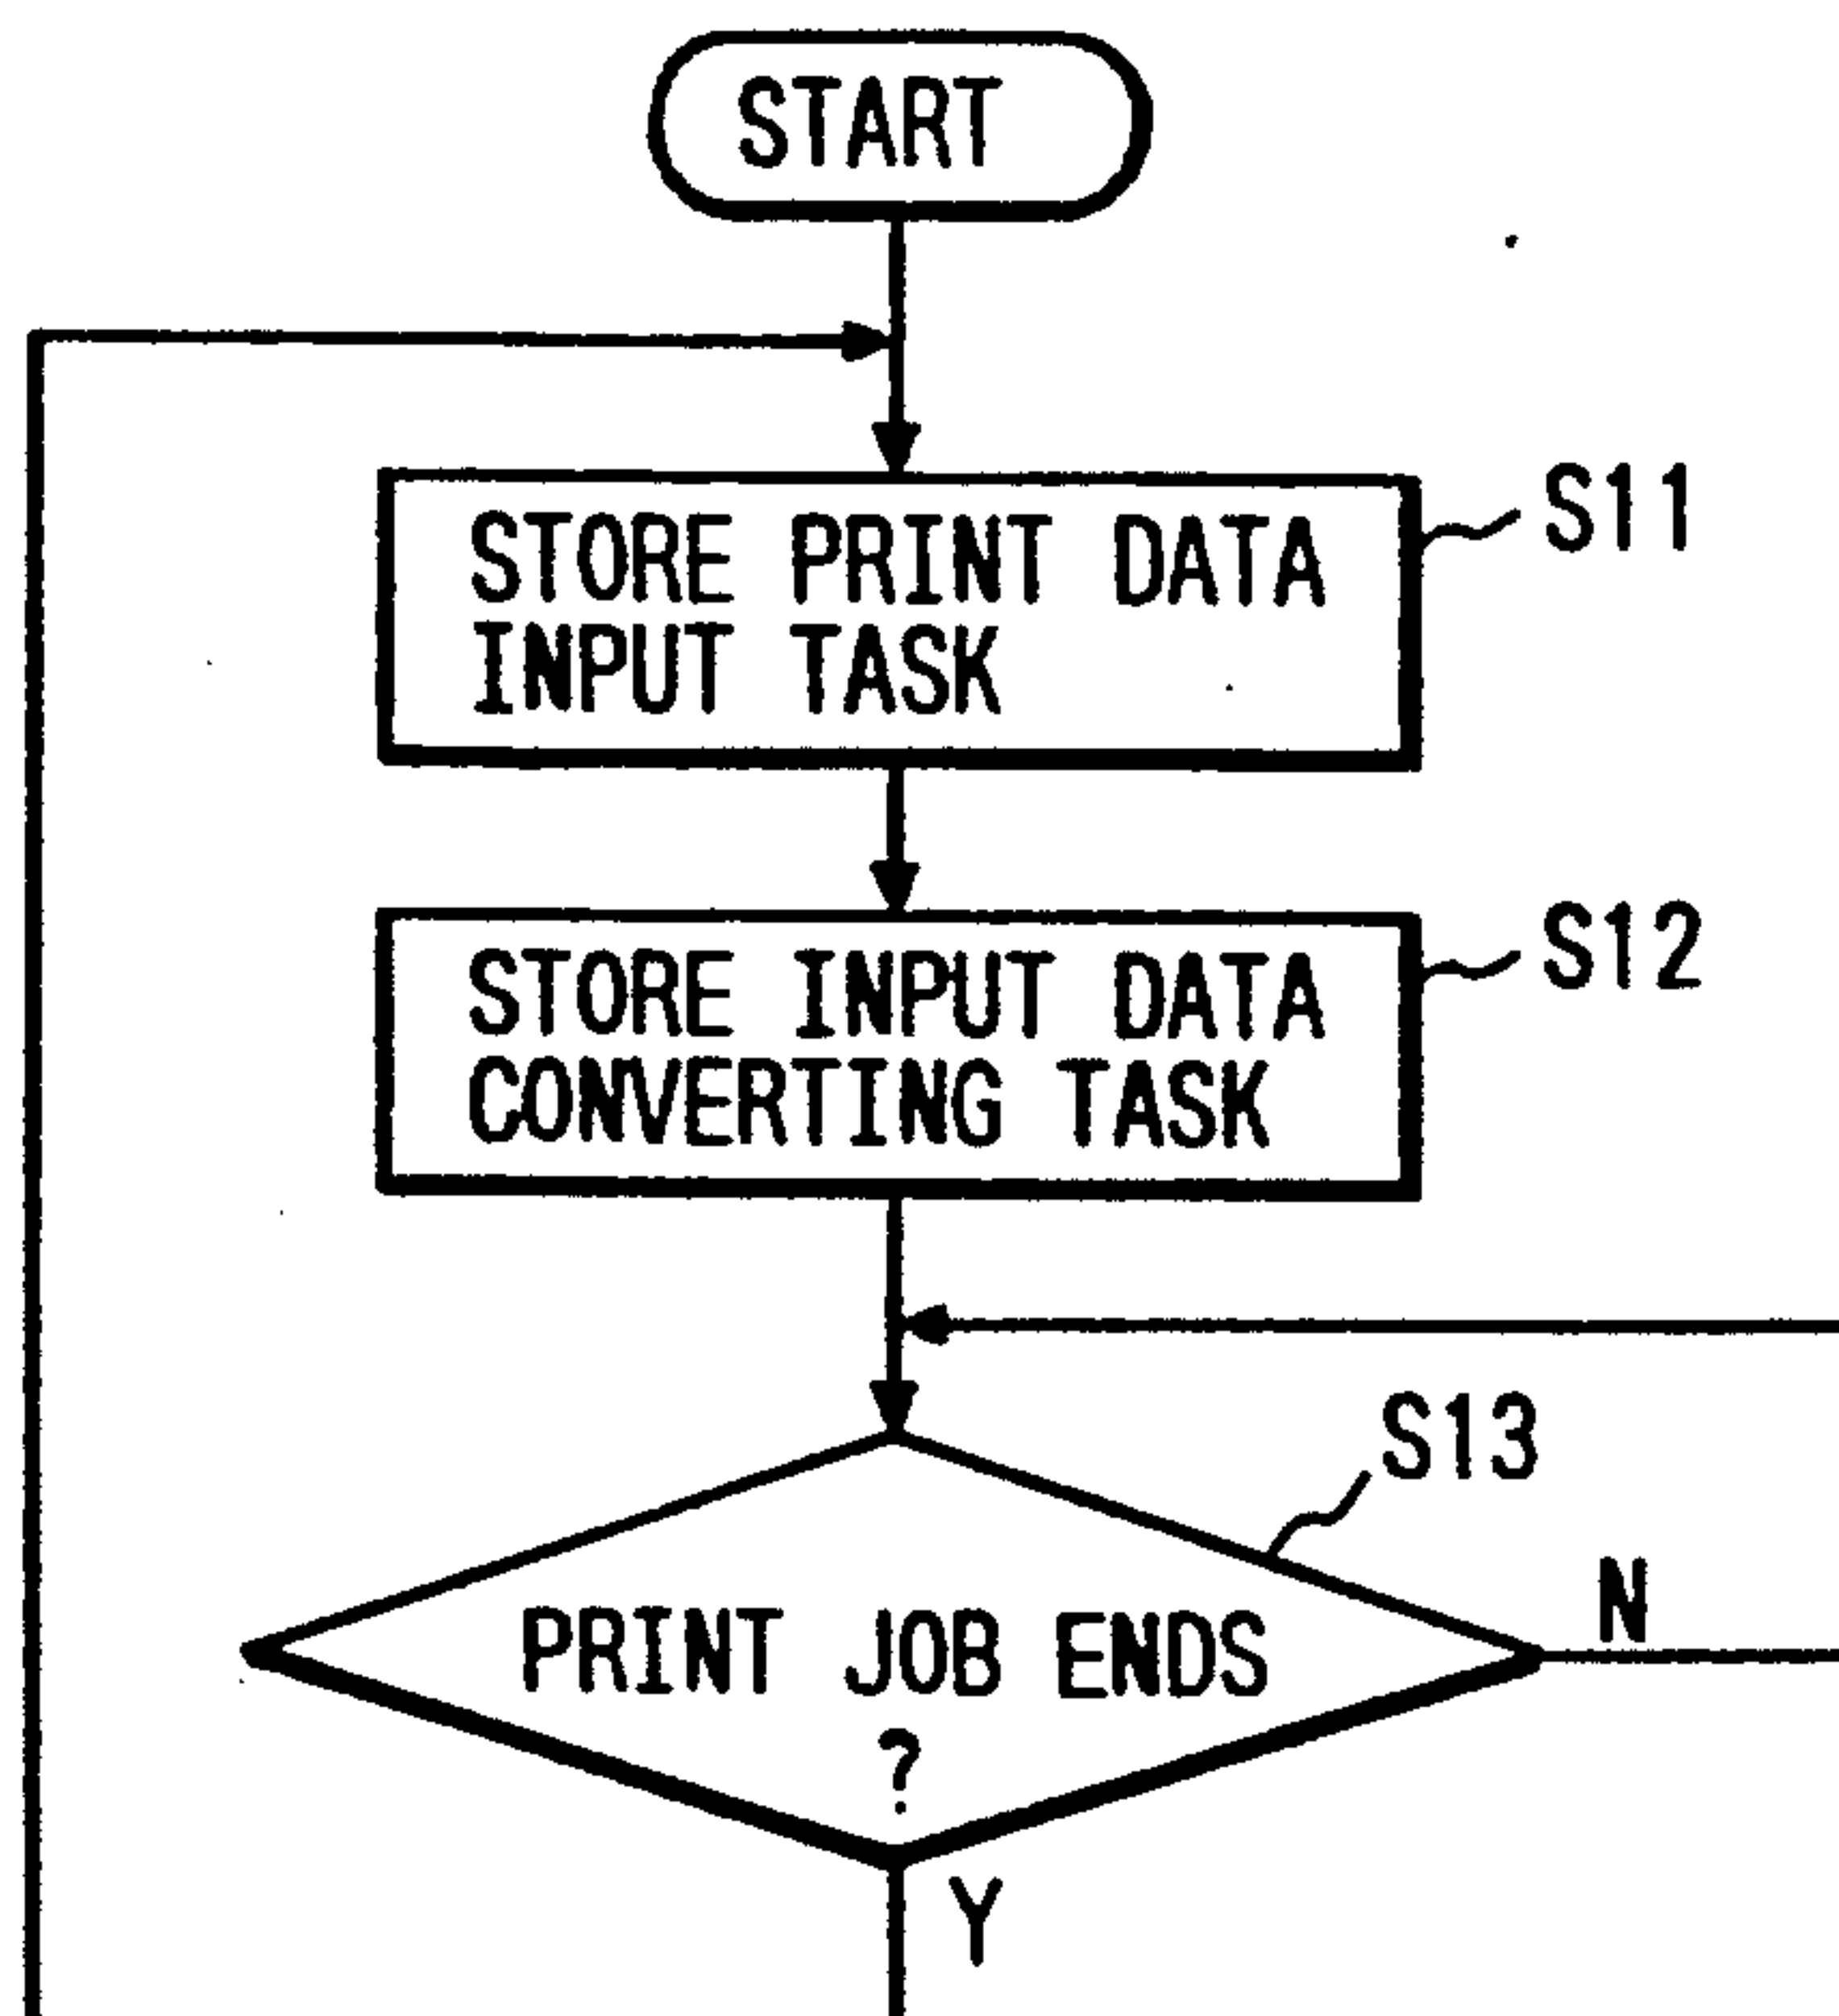 START
STORE PRINT DATA
INPUT TASK
S11
STORE INPUT DATA
CONVERTING TASK
S12
S13
PRINT JOB ENDS
?
N
Y